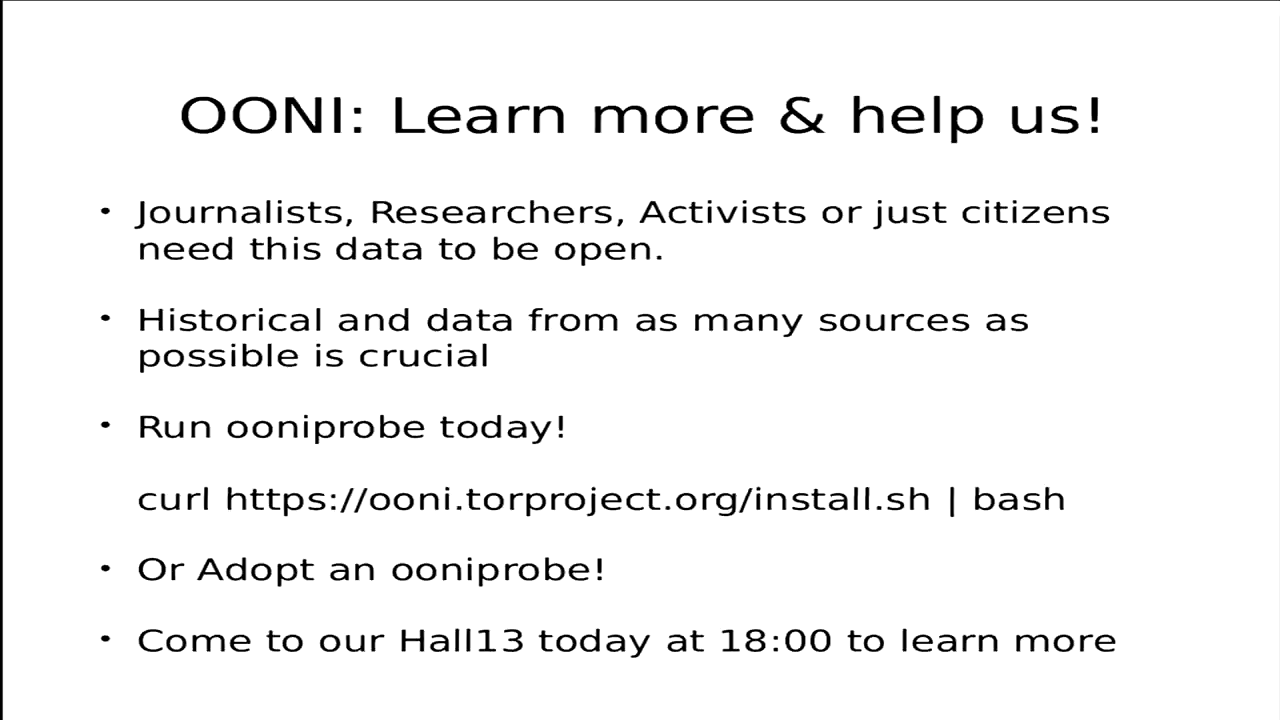 OONI: Learn more & help us!
• Journalists, Researchers, Activists or just citizens
need this data to be open.
• Historical and data from as many sources as
possible is crucial
• Run ooniprobe today!
curl https://ooni.torproject.org/install.sh | bash
• Or Adopt an ooniprobe!
• Come to our Hall13 today at 18:00 to learn more